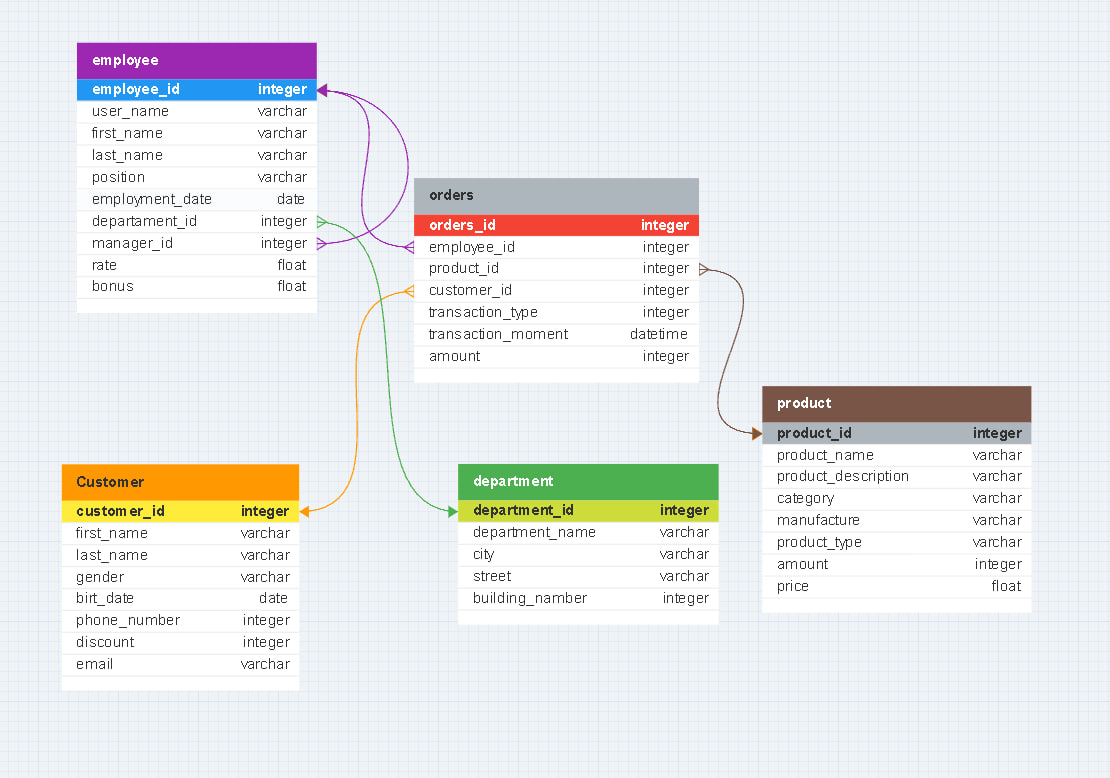 employee
employee_id integer
user_name varchar
first_name varchar
last_name varchar
position varchar
employment_date date
departament_id integer
manager_id integer
rate float
bonus float
orders
orders_id integer
employee_id integer
product_id integer
customer_id integer
transaction_type integer
transaction_moment datetime
amount integer
product
product_id integer
product_name varchar
product_description varchar
category varchar
manufacture varchar
product_type varchar
amount integer
price float
Customer
customer_id integer
first_name varchar
last_name varchar
gender varchar
birt_date date
phone_number integer
discount integer
email varchar
department
department_id integer
department_name varchar
city varchar
street varchar
building_namber integer